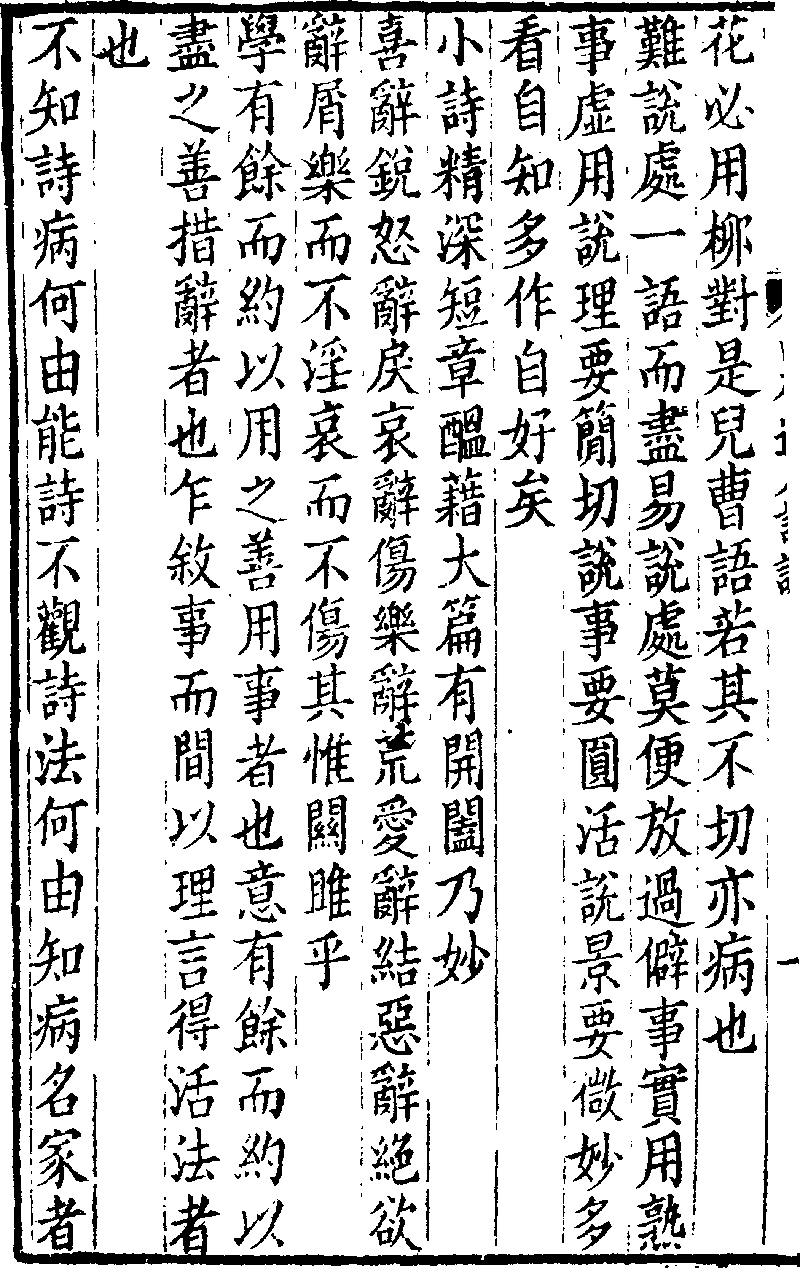 花必用柳對是兒曹語若其不切亦病也
難說處一語而盡易說處莫便放過僻事實用熟
事虛用說理要簡切說事要圓活說景要微妙多
看自知多作自好矣
小詩精深短章醞藉大篇有開闔乃妙
喜辭銳怒辭戾哀辭傷樂辭荒愛辭結惡辭絕欲
辭屑樂而不淫哀而不傷其惟關雎乎
學有餘而約以用之善用事者也意有餘而約以
盡之善措辭者也乍敘事而間以理言得活法者
也
不知詩病何由能詩不觀詩法何由知病名家者